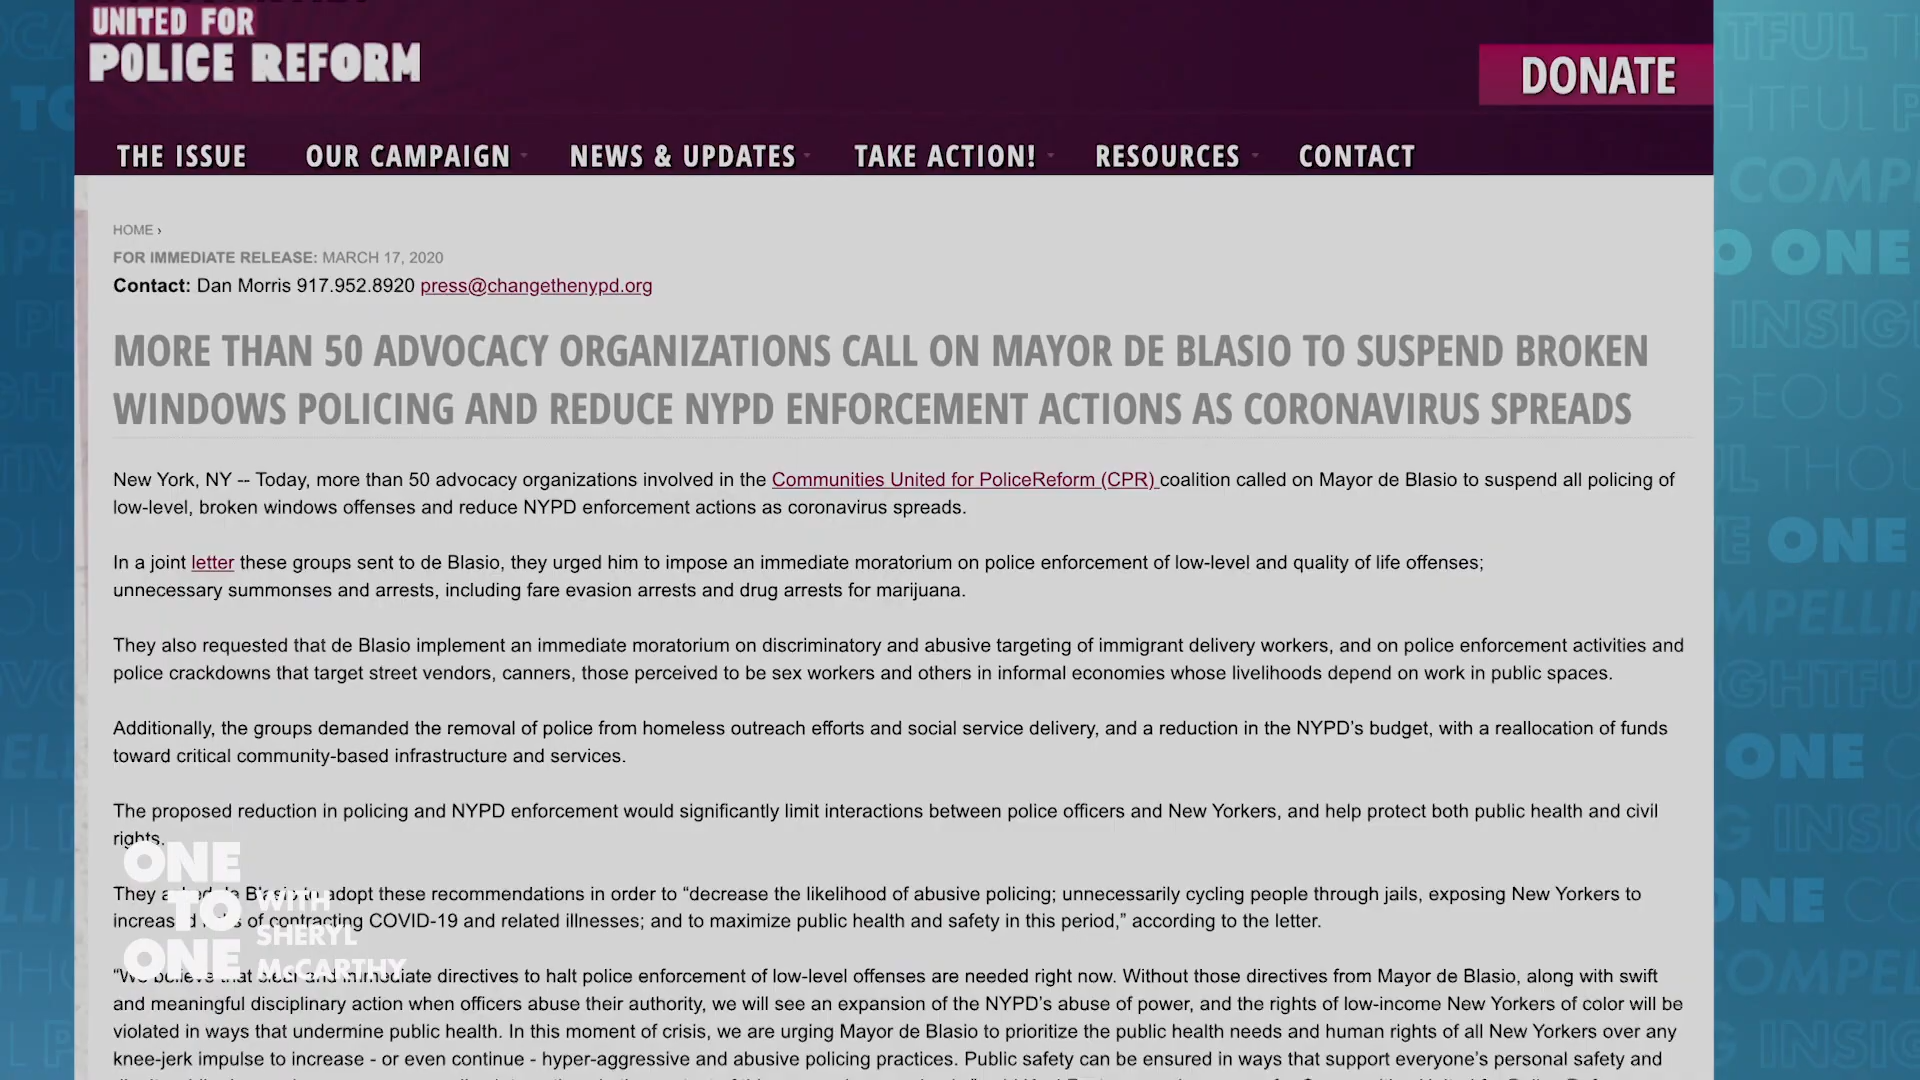 UNITED FOR
POLICE REFORM
DONATE
THE ISSUE OUR CAMPAIGN NEWS & UPDATES TAKE ACTION! RESOURCES CONTACT
HOME ›
FOR IMMEDIATE RELEASE: MARCH 17, 2020
Contact: Dan Morris 917.952.8920 press@changethenypd.org
MORE THAN 50 ADVOCACY ORGANIZATIONS CALL ON MAYOR DE BLASIO TO SUSPEND BROKEN
WINDOWS POLICING AND REDUCE NYPD ENFORCEMENT ACTIONS AS CORONAVIRUS SPREADS
New York, NY -- Today, more than 50 advocacy organizations involved in the Communities United for PoliceReform (CPR) coalition called on Mayor de Blasio to suspend all policing of
low-level, broken windows offenses and reduce NYPD enforcement actions as coronavirus spreads.
In a joint letter these groups sent to de Blasio, they urged him to impose an immediate moratorium on police enforcement of low-level and quality of life offenses;
unnecessary summonses and arrests, including fare evasion arrests and drug arrests for marijuana.
They also requested that de Blasio implement an immediate moratorium on discriminatory and abusive targeting of immigrant delivery workers, and on police enforcement activities and
police crackdowns that target street vendors, canners, those perceived to be sex workers and others in informal economies whose livelihoods depend on work in public spaces.
Additionally, the groups demanded the removal of police from homeless outreach efforts and social service delivery, and a reduction in the NYPD’s budget, with a reallocation of funds
toward critical community-based infrastructure and services.
The proposed reduction in policing and NYPD enforcement would significantly limit interactions between police officers and New Yorkers, and help protect both public health and civil
rights.
They asked de Blasio to adopt these recommendations in order to “decrease the likelihood of abusive policing; unnecessarily cycling people through jails, exposing New Yorkers to
increased risks of contracting COVID-19 and related illnesses; and to maximize public health and safety in this period,” according to the letter.
“We believe that clear and immediate directives to halt police enforcement of low-level offenses are needed right now. Without those directives from Mayor de Blasio, along with swift
and meaningful disciplinary action when officers abuse their authority, we will see an expansion of the NYPD’s abuse of power, and the rights of low-income New Yorkers of color will be
violated in ways that undermine public health. In this moment of crisis, we are urging Mayor de Blasio to prioritize the public health needs and human rights of all New Yorkers over any
knee-jerk impulse to increase - or even continue - hyper-aggressive and abusive policing practices. Public safety can be ensured in ways that support everyone’s personal safety and
ONE
TO
ONE
WITH
SHERYL
McCARTHY